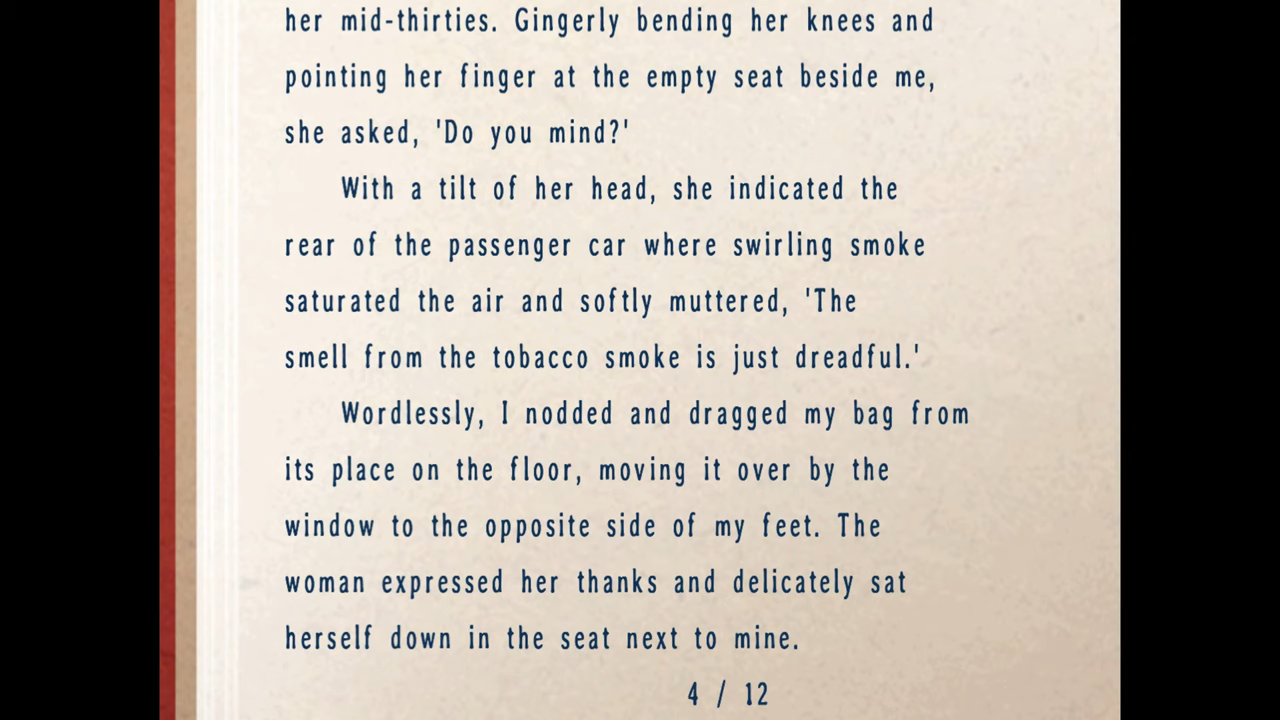 her mid-thirties. Gingerly bending her knees and
pointing her finger at the empty seat beside me,
she asked, 'Do you mind?'
With a tilt of her head, she indicated the
rear of the passenger car where swirling smoke
saturated the air and softly muttered, 'The
smell from the tobacco smoke is just dreadful.'
Wordlessly, I nodded and dragged my bag from
its place on the floor, moving it over by the
window to the opposite side of my feet. The
woman expressed her thanks and delicately sat
herself down in the seat next to mine.
4 / 12